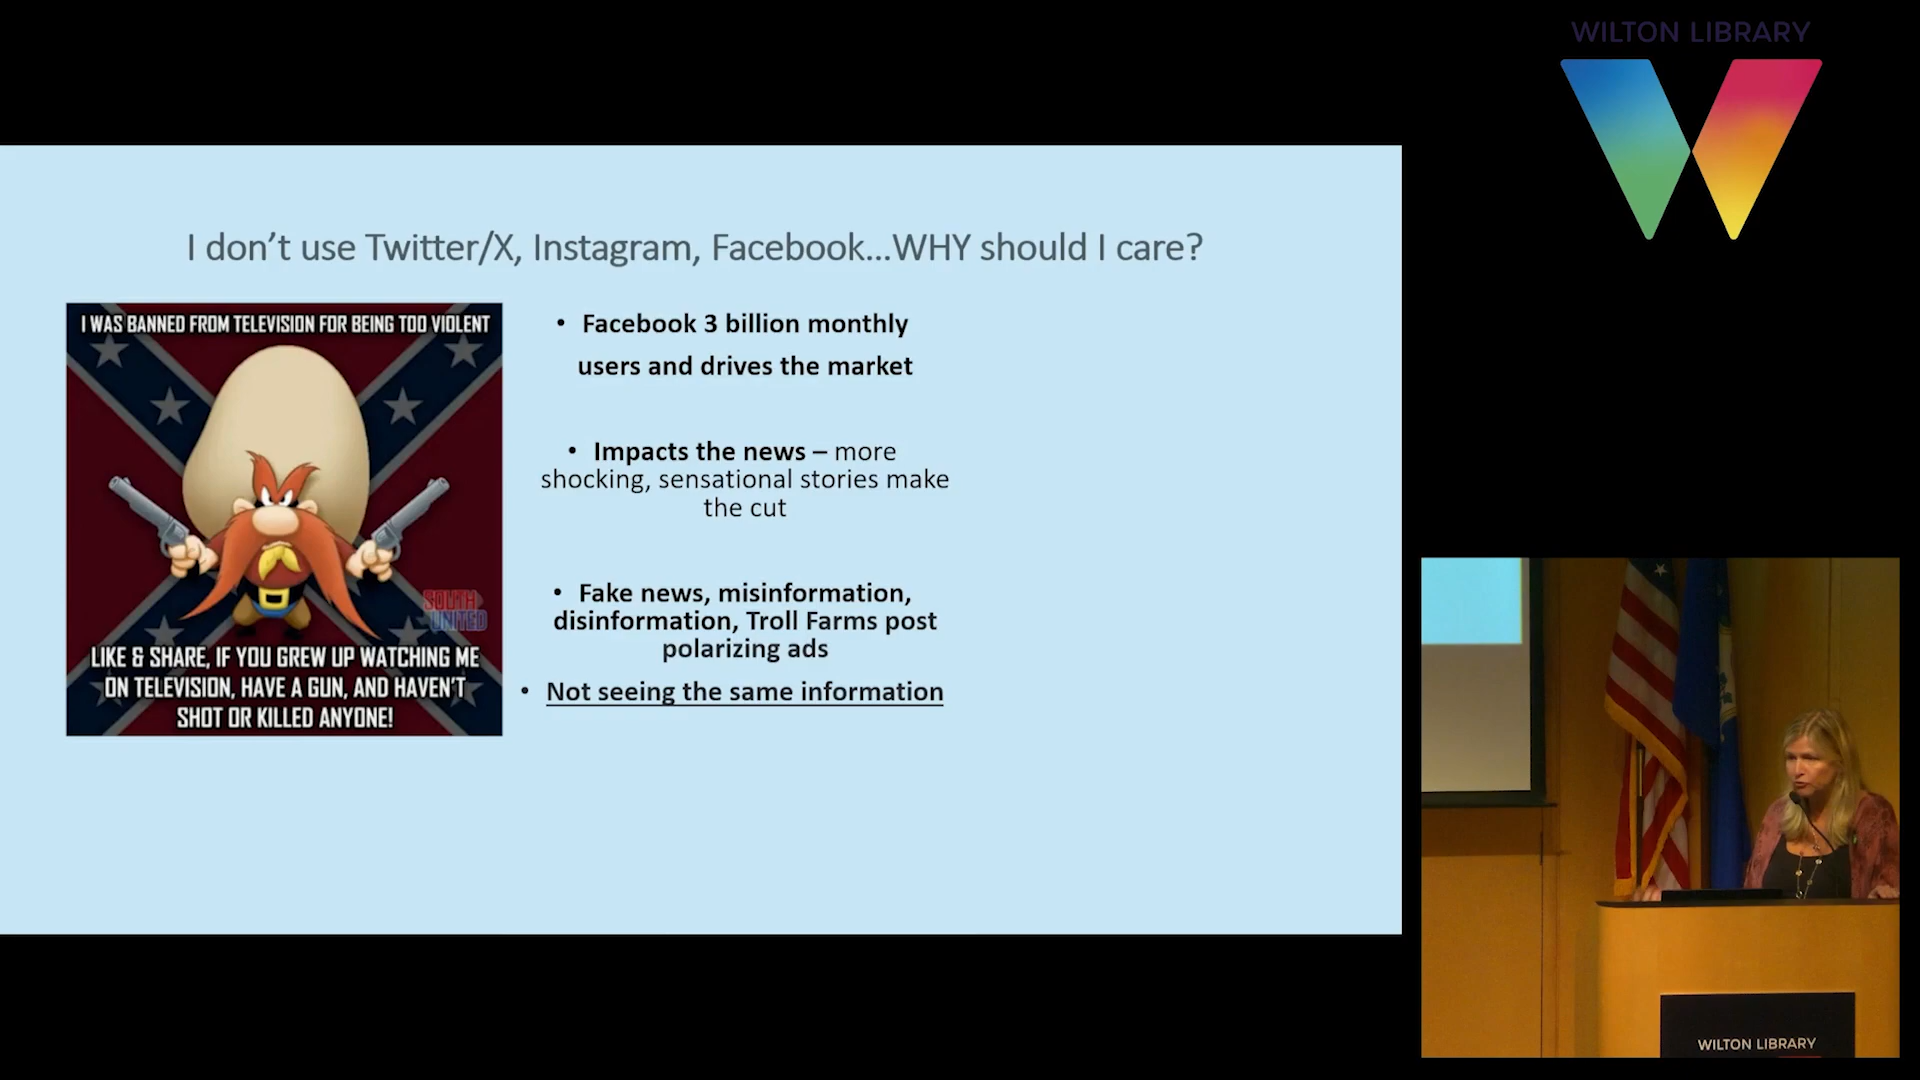 WILTON LIBRARY
I don’t use Twitter/X, Instagram, Facebook...WHY should I care?
I WAS BANNED FROM TELEVISION FOR BEING TOO VIOLENT
SOUTH
UNITED
LIKE & SHARE, IF YOU GREW UP WATCHING ME
ON TELEVISION, HAVE A GUN, AND HAVEN'T
SHOT OR KILLED ANYONE!
• Facebook 3 billion monthly
users and drives the market
• Impacts the news – more
shocking, sensational stories make
the cut
• Fake news, misinformation,
disinformation, Troll Farms post
polarizing ads
• Not seeing the same information
WILTON LIBRARY